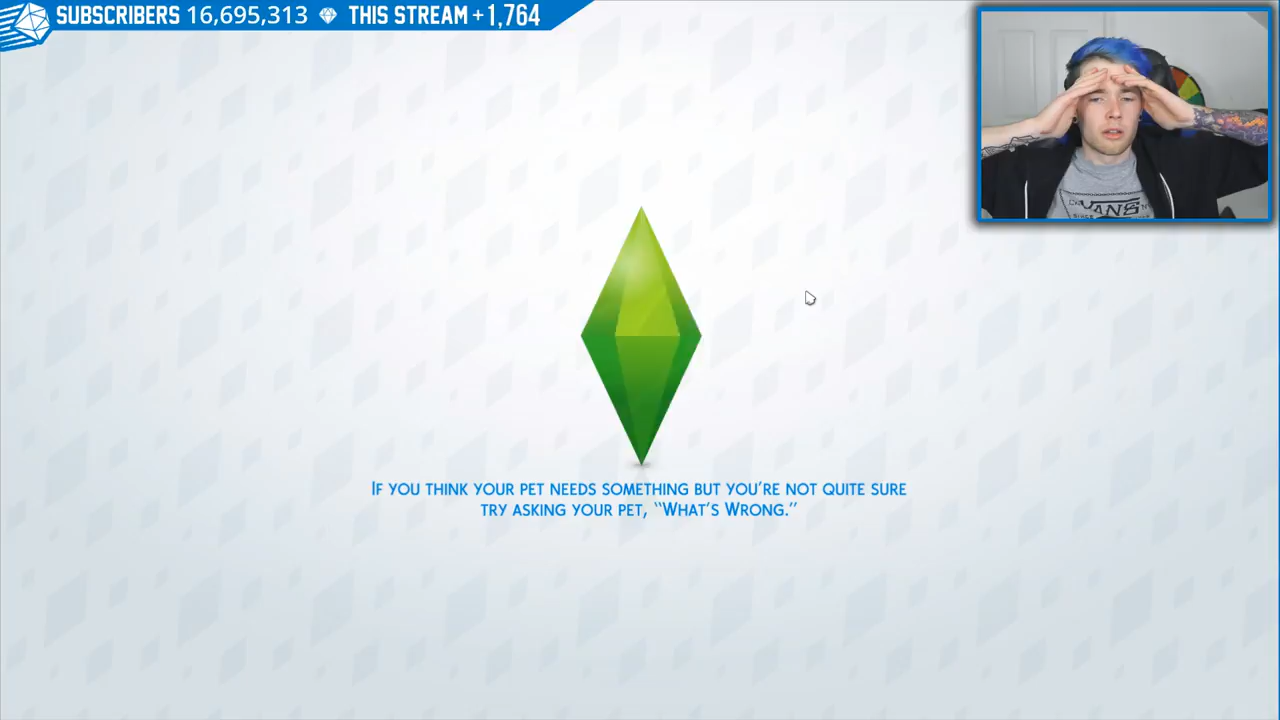 SUBSCRIBERS 16,695,313 THIS STREAM +1,764
VANS
IF YOU THINK YOUR PET NEEDS SOMETHING BUT YOU'RE NOT QUITE SURE
TRY ASKING YOUR PET, “WHAT'S WRONG.”